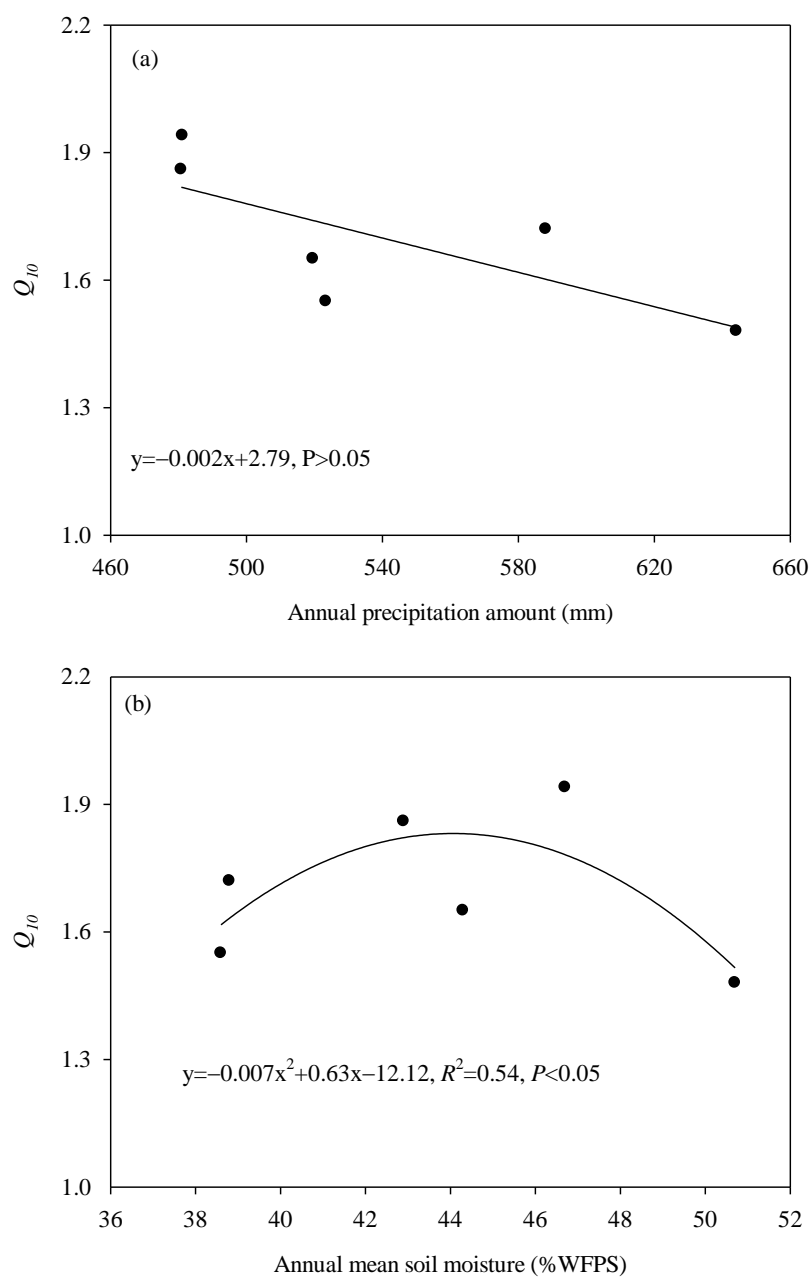 2.2
(a)
1.9
1.6
Q10
1.3
y=−0.002x+2.79, P>0.05
1.0
460 500 540 580 620 660
Annual precipitation amount (mm)
2.2
(b)
1.9
1.6
Q10
1.3
y=−0.007x²+0.63x−12.12, R²=0.54, P<0.05
1.0
36 38 40 42 44 46 48 50 52
Annual mean soil moisture (%WFPS)